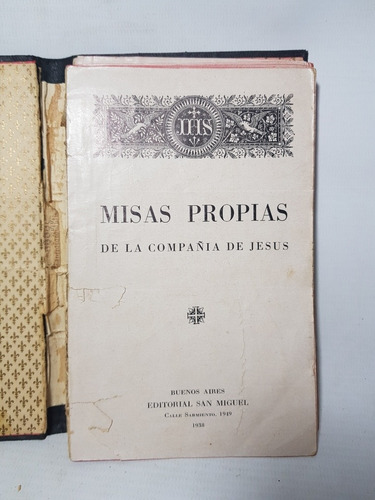 IHS
MISAS PROPIAS
DE LA COMPAÑIA DE JESUS
BUENOS AIRES
EDITORIAL SAN MIGUEL
CALLE SARMIENTO, 1949
1938